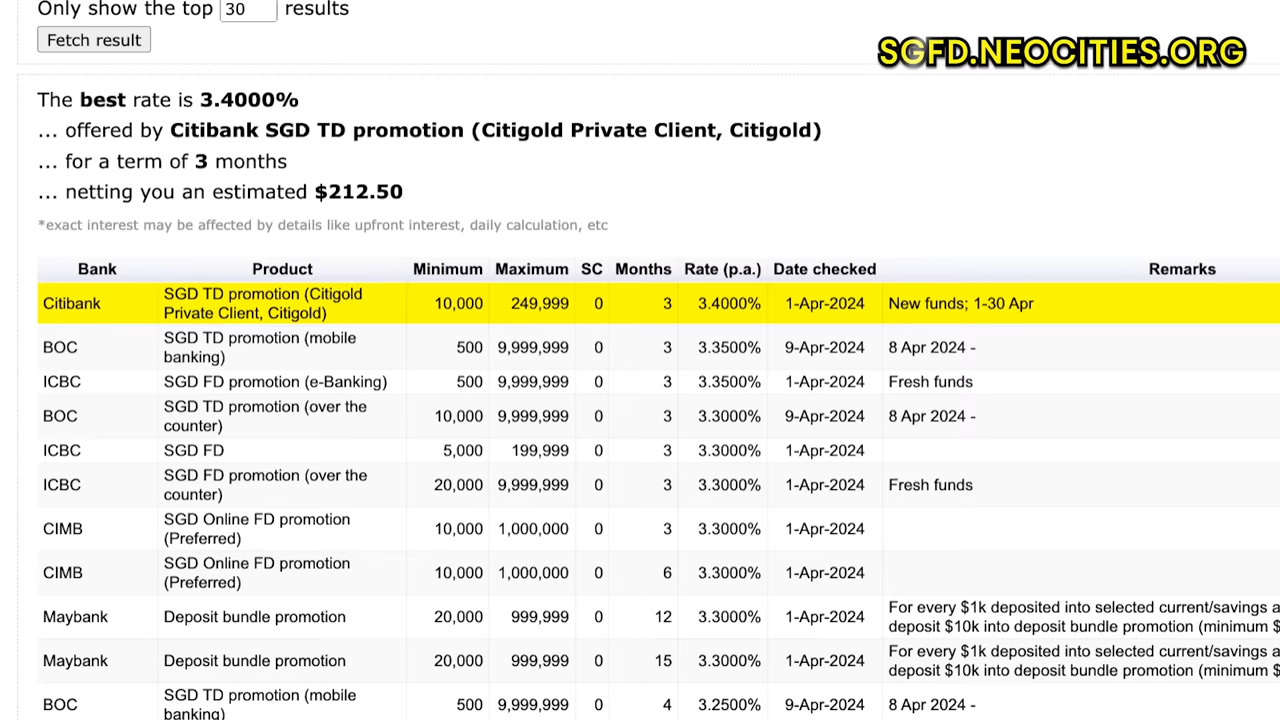 Only show the top 30 results
Fetch result
SGFD.NEOCITIES.ORG
The best rate is 3.4000%
... offered by Citibank SGD TD promotion (Citigold Private Client, Citigold)
... for a term of 3 months
... netting you an estimated $212.50
*exact interest may be affected by details like upfront interest, daily calculation, etc
Bank Product Minimum Maximum SC Months Rate (p.a.) Date checked Remarks
Citibank SGD TD promotion (Citigold Private Client, Citigold) 10,000 249,999 0 3 3.4000% 1-Apr-2024 New funds; 1-30 Apr
BOC SGD TD promotion (mobile banking) 500 9,999,999 0 3 3.3500% 9-Apr-2024 8 Apr 2024 -
ICBC SGD FD promotion (e-Banking) 500 9,999,999 0 3 3.3500% 1-Apr-2024 Fresh funds
BOC SGD TD promotion (over the counter) 10,000 9,999,999 0 3 3.3000% 9-Apr-2024 8 Apr 2024 -
ICBC SGD FD 5,000 199,999 0 3 3.3000% 1-Apr-2024
ICBC SGD FD promotion (over the counter) 20,000 9,999,999 0 3 3.3000% 1-Apr-2024 Fresh funds
CIMB SGD Online FD promotion (Preferred) 10,000 1,000,000 0 3 3.3000% 1-Apr-2024
CIMB SGD Online FD promotion (Preferred) 10,000 1,000,000 0 6 3.3000% 1-Apr-2024
Maybank Deposit bundle promotion 20,000 999,999 0 12 3.3000% 1-Apr-2024 For every $1k deposited into selected current/savings a
deposit $10k into deposit bundle promotion (minimum $
Maybank Deposit bundle promotion 20,000 999,999 0 15 3.3000% 1-Apr-2024 For every $1k deposited into selected current/savings a
deposit $10k into deposit bundle promotion (minimum $
BOC SGD TD promotion (mobile banking) 500 9,999,999 0 4 3.2500% 9-Apr-2024 8 Apr 2024 -